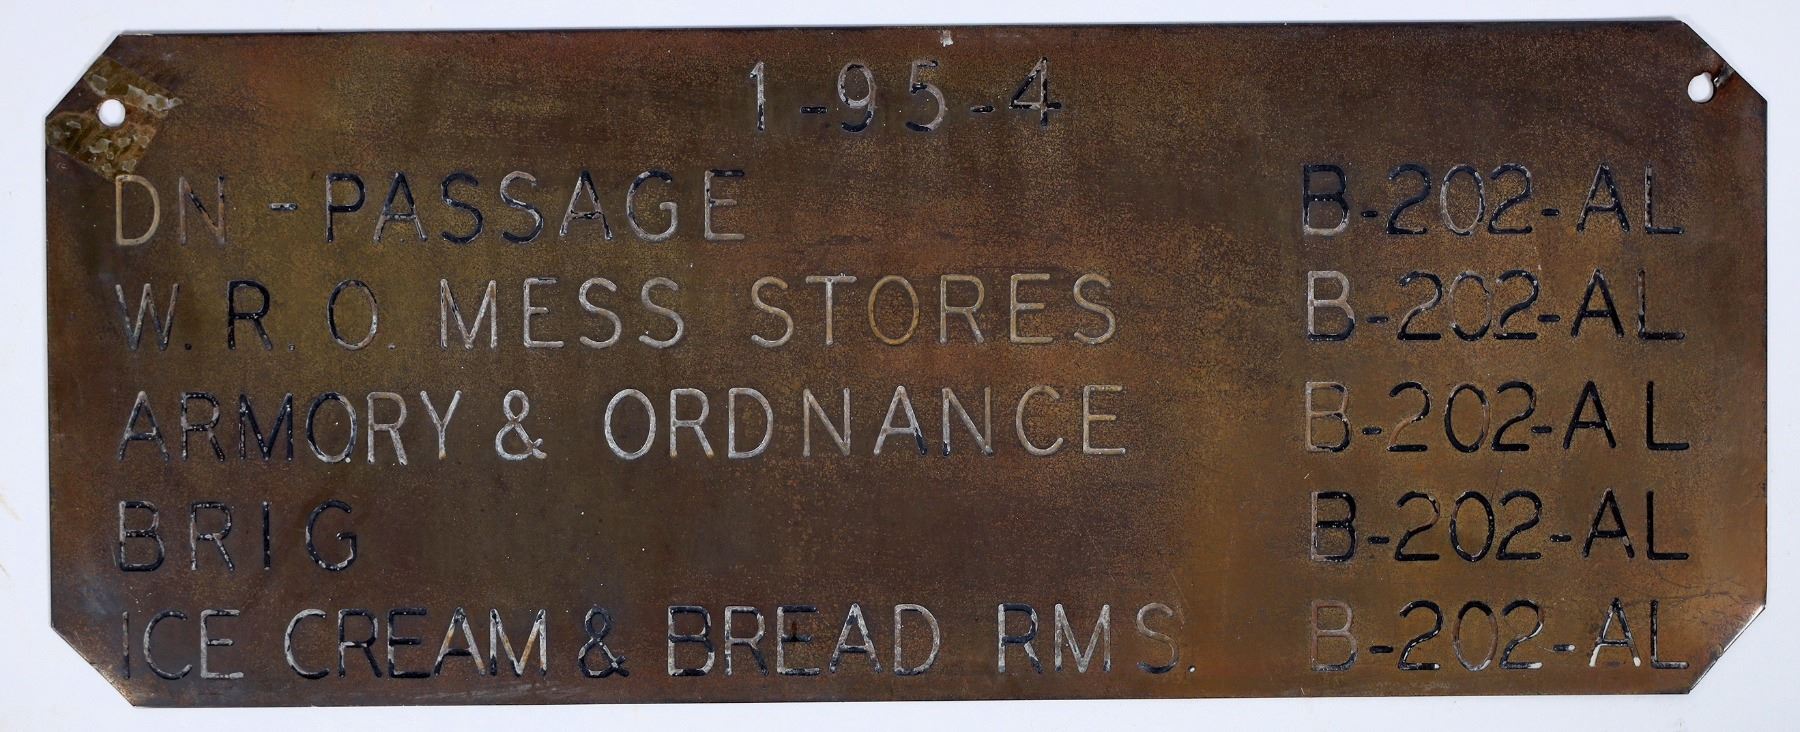 1-95-4
DN-PASSAGE B-202-AL
W.R.O. MESS STORES B-202-AL
ARMORY & ORDNANCE B-202-AL
BRIG B-202-AL
ICE CREAM & BREAD RMS. B-202-AL